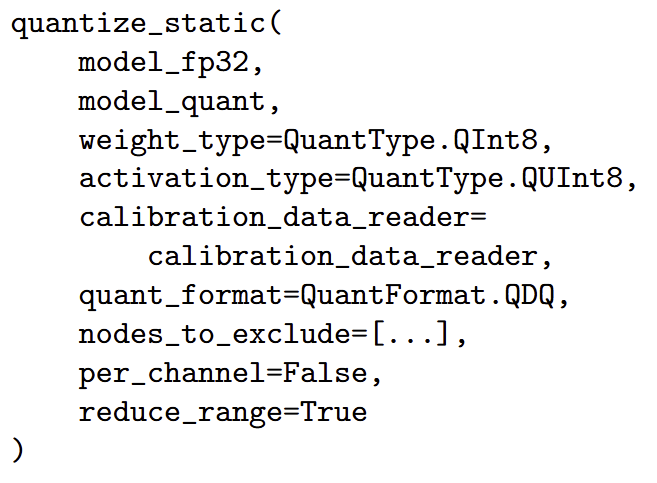 quantize_static(
    model_fp32,
    model_quant,
    weight_type=QuantType.QInt8,
    activation_type=QuantType.QUInt8,
    calibration_data_reader=
        calibration_data_reader,
    quant_format=QuantFormat.QDQ,
    nodes_to_exclude=[...],
    per_channel=False,
    reduce_range=True
)